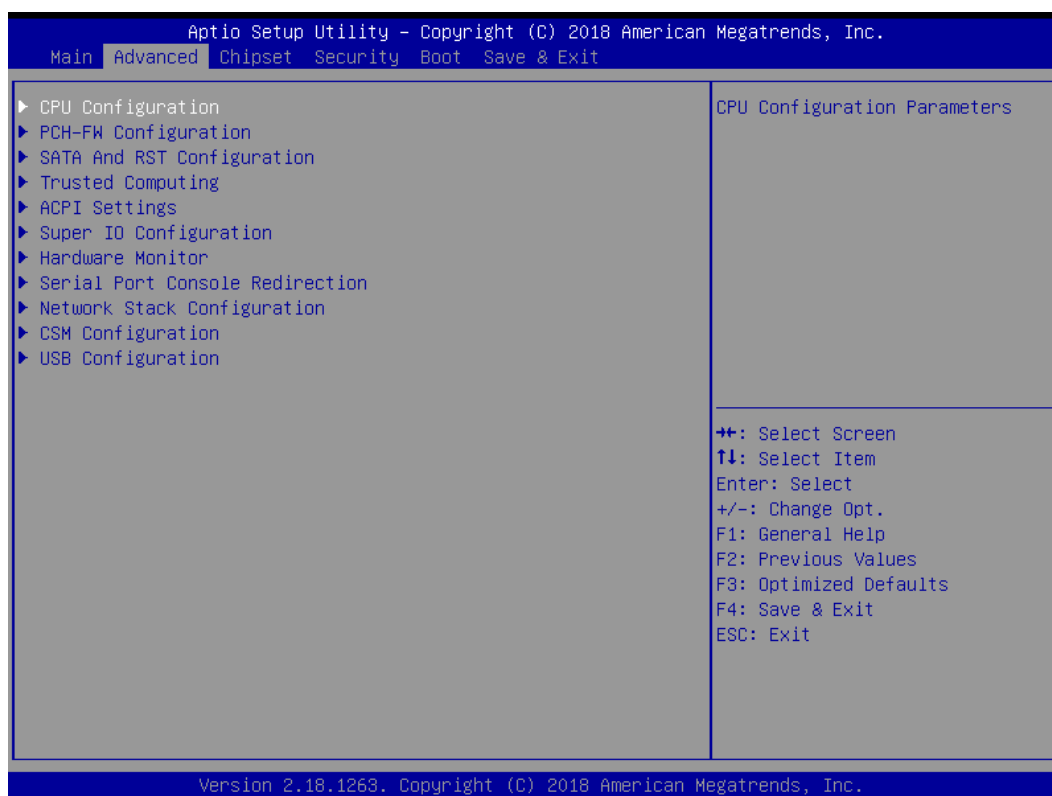 Aptio Setup Utility – Copyright (C) 2018 American Megatrends, Inc.
Main Advanced Chipset Security Boot Save & Exit
▶ CPU Configuration
▶ PCH-FW Configuration
▶ SATA And RST Configuration
▶ Trusted Computing
▶ ACPI Settings
▶ Super IO Configuration
▶ Hardware Monitor
▶ Serial Port Console Redirection
▶ Network Stack Configuration
▶ CSM Configuration
▶ USB Configuration
CPU Configuration Parameters
→←: Select Screen
↑↓: Select Item
Enter: Select
+/-: Change Opt.
F1: General Help
F2: Previous Values
F3: Optimized Defaults
F4: Save & Exit
ESC: Exit
Version 2.18.1263. Copyright (C) 2018 American Megatrends, Inc.